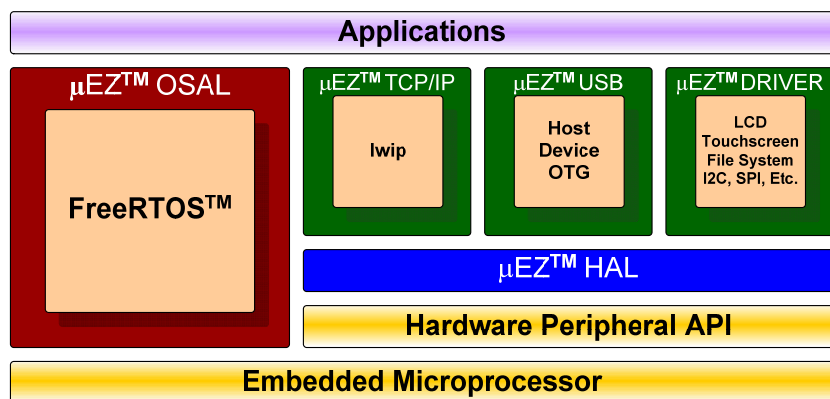 Applications
μEZTM OSAL
FreeRTOSTM
μEZTM TCP/IP
lwip
μEZTM USB
Host
Device
OTG
μEZTM DRIVER
LCD
Touchscreen
File System
I2C, SPI, Etc.
μEZTM HAL
Hardware Peripheral API
Embedded Microprocessor